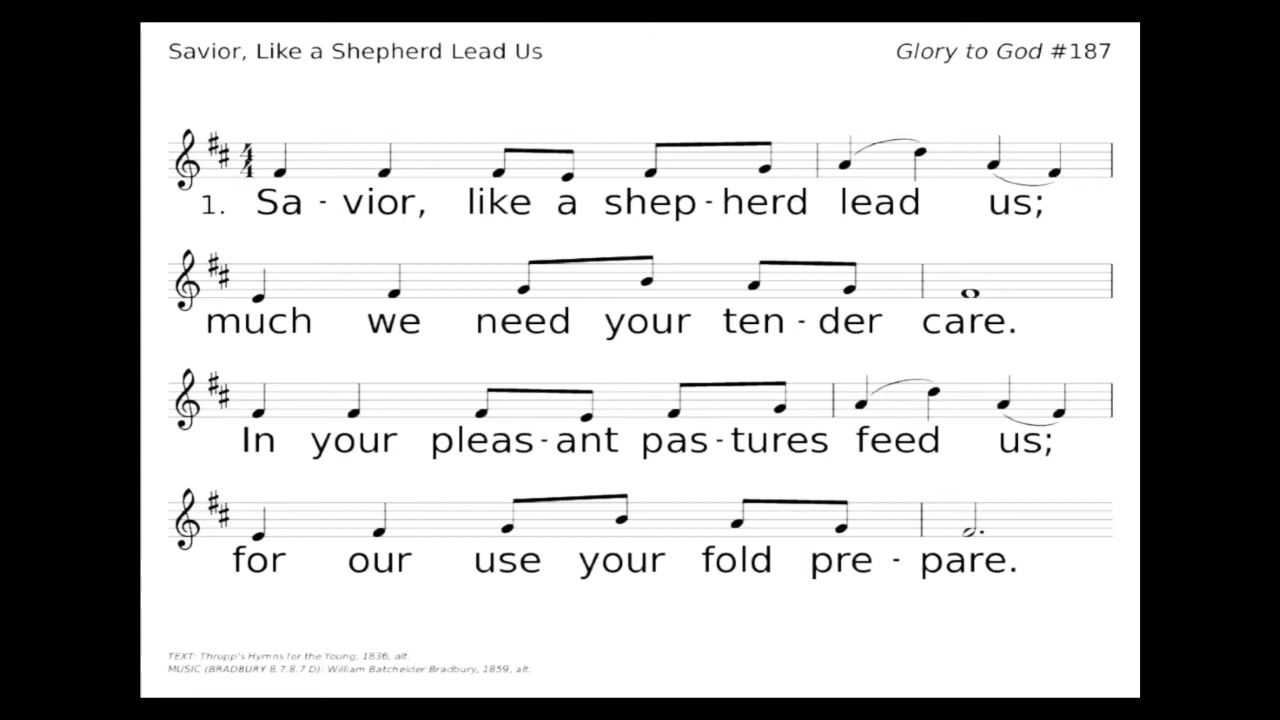 Savior, Like a Shepherd Lead Us
Glory to God #187
4
4
1. Sa - vior, like a shep - herd lead us;
much we need your ten - der care.
In your pleas - ant pas - tures feed us;
for our use your fold pre - pare.
TEXT: Thrupp's Hymns for the Young, 1836, alt.
MUSIC (BRADBURY 8.7.8.7 D): William Batchelder Bradbury, 1859, alt.